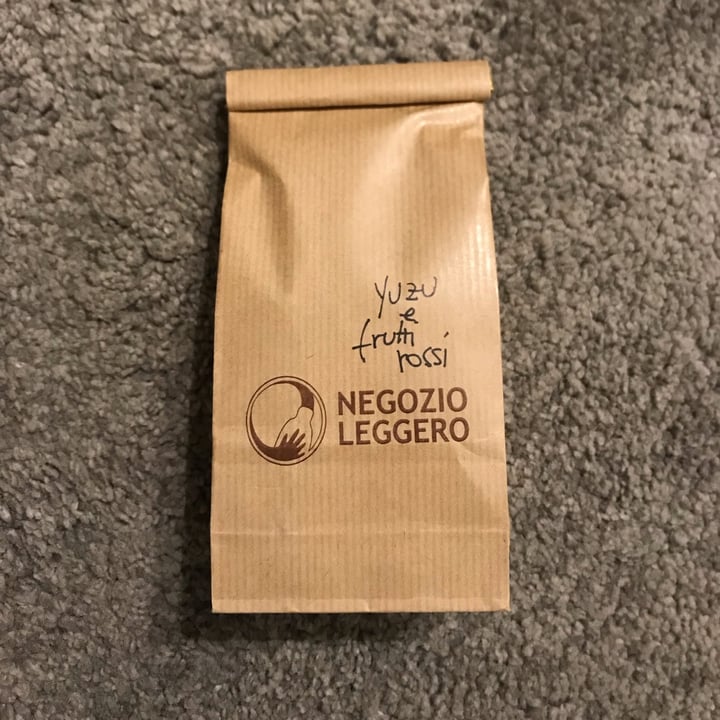 yuzu
e
frutti
rossi
NEGOZIO
LEGGERO